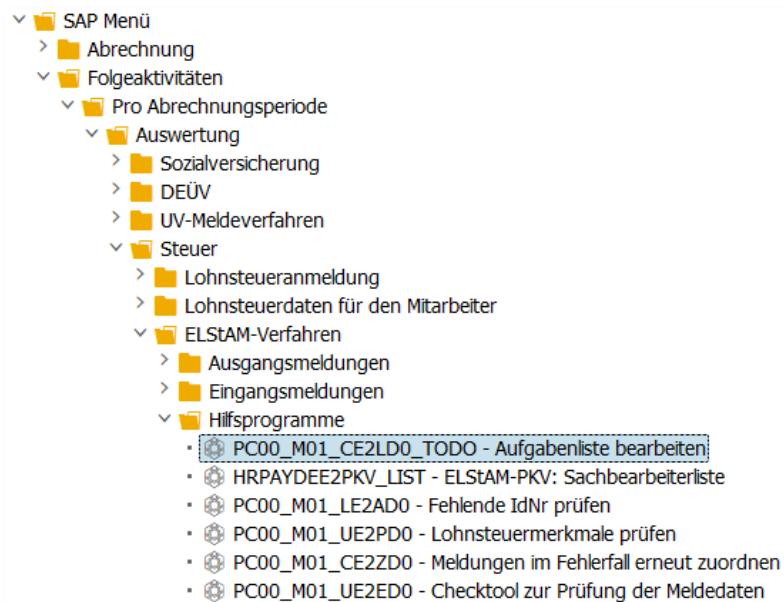 SAP Menü
Abrechnung
Folgeaktivitäten
Pro Abrechnungsperiode
Auswertung
Sozialversicherung
DEÜV
UV-Meldeverfahren
Steuer
Lohnsteueranmeldung
Lohnsteuerdaten für den Mitarbeiter
ELStAM-Verfahren
Ausgangsmeldungen
Eingangsmeldungen
Hilfsprogramme
PC00_M01_CE2LD0_TODO - Aufgabenliste bearbeiten
HRPAYDEE2PKV_LIST - ELStAM-PKV: Sachbearbeiterliste
PC00_M01_LE2AD0 - Fehlende IdNr prüfen
PC00_M01_UE2PD0 - Lohnsteuermerkmale prüfen
PC00_M01_CE2ZD0 - Meldungen im Fehlerfall erneut zuordnen
PC00_M01_UE2ED0 - Checktool zur Prüfung der Meldedaten